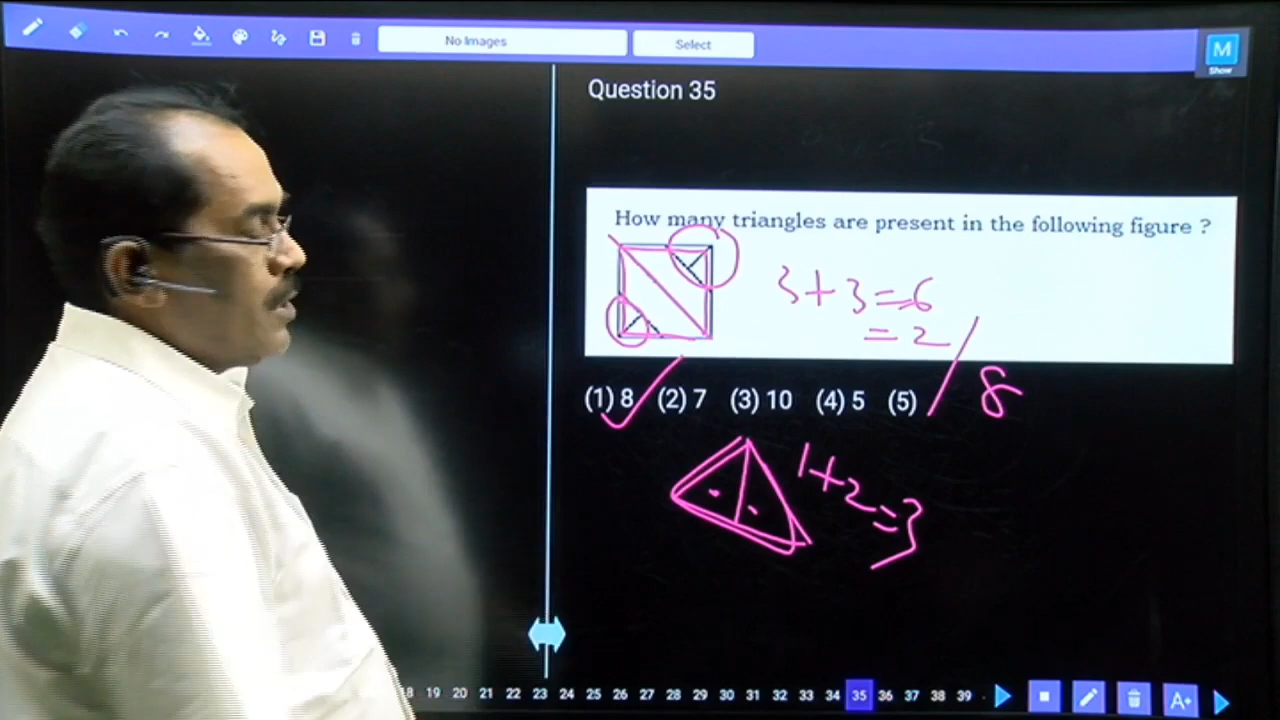 No Images
Select
M
Show
Question 35
How many triangles are present in the following figure ?
3+3=6
=2
8
(1) 8 (2) 7 (3) 10 (4) 5 (5)
1+2=3
18 19 20 21 22 23 24 25 26 27 28 29 30 31 32 33 34 35 36 37 38 39
A+